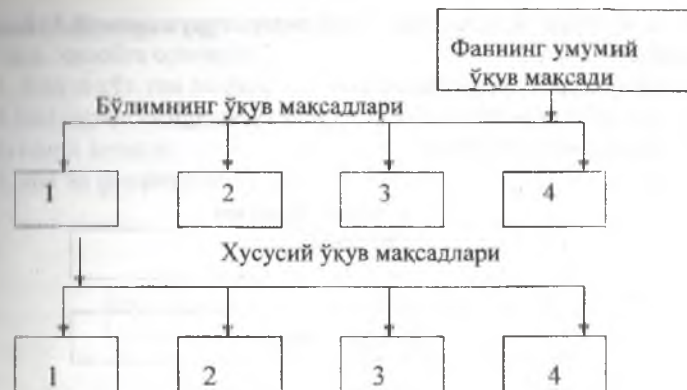 Фаннинг умумий
ўқув мақсади
Бўлимнинг ўқув мақсадлари
1 2 3 4
Хусусий ўқув мақсадлари
1 2 3 4